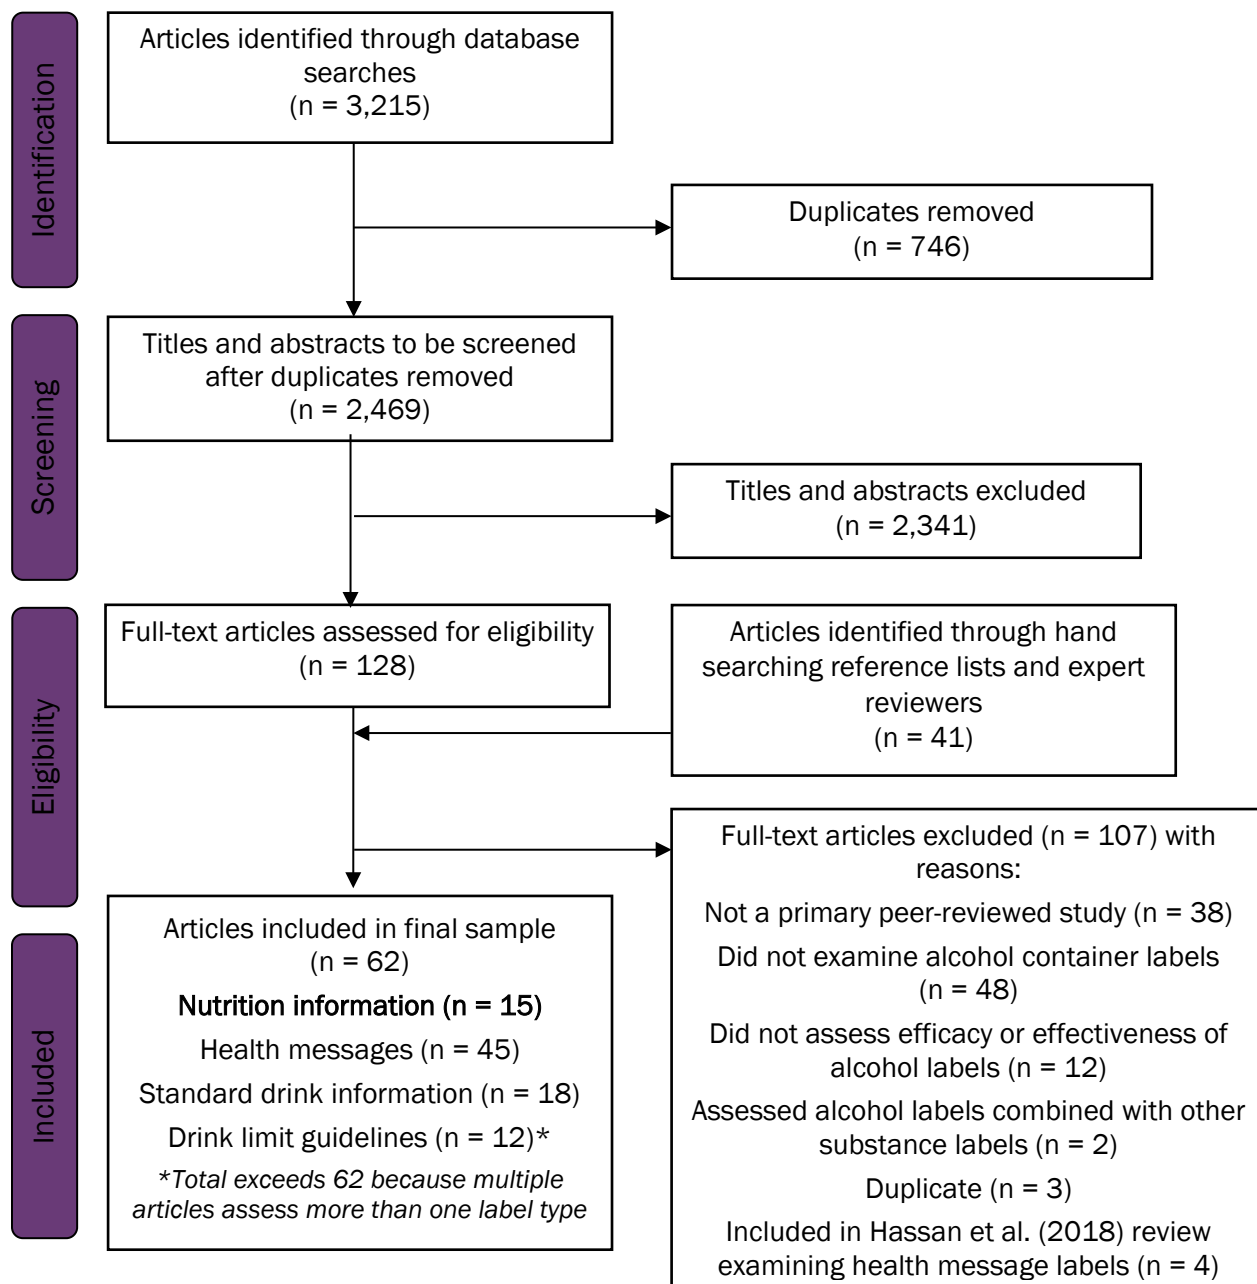 Identification
Articles identified through database
searches
(n = 3,215)
Duplicates removed
(n = 746)
Screening
Titles and abstracts to be screened
after duplicates removed
(n = 2,469)
Titles and abstracts excluded
(n = 2,341)
Eligibility
Full-text articles assessed for eligibility
(n = 128)
Articles identified through hand
searching reference lists and expert
reviewers
(n = 41)
Full-text articles excluded (n = 107) with
reasons:
Not a primary peer-reviewed study (n = 38)
Did not examine alcohol container labels
(n = 48)
Did not assess efficacy or effectiveness of
alcohol labels (n = 12)
Assessed alcohol labels combined with other
substance labels (n = 2)
Duplicate (n = 3)
Included in Hassan et al. (2018) review
examining health message labels (n = 4)
Included
Articles included in final sample
(n = 62)
Nutrition information (n = 15)
Health messages (n = 45)
Standard drink information (n = 18)
Drink limit guidelines (n = 12)*
*Total exceeds 62 because multiple
articles assess more than one label type